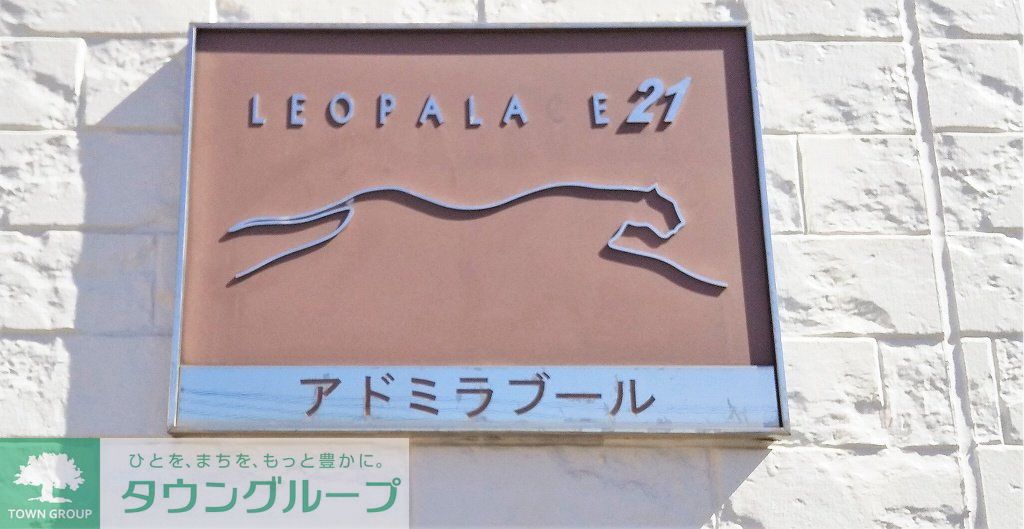 LEOPALA E21
アドミラブール
ひとを、まちを、もっと豊かに。
タウングループ
TOWN GROUP